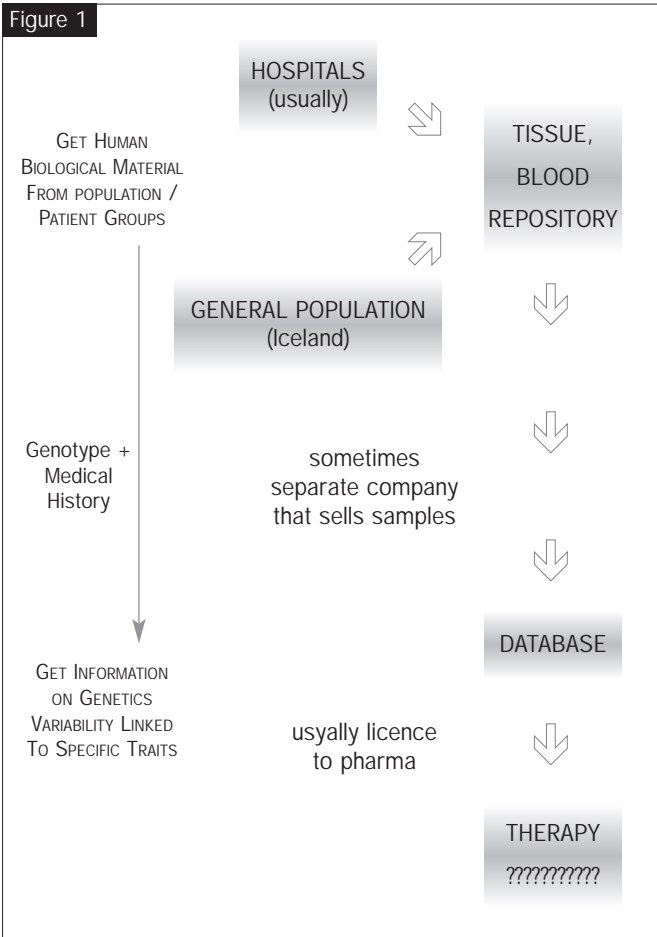 Figure 1
HOSPITALS
(usually)
TISSUE,
BLOOD
REPOSITORY
GET HUMAN
BIOLOGICAL MATERIAL
FROM POPULATION /
PATIENT GROUPS
GENERAL POPULATION
(Iceland)
Genotype +
Medical
History
sometimes
separate company
that sells samples
DATABASE
GET INFORMATION
ON GENETICS
VARIABILITY LINKED
TO SPECIFIC TRAITS
usyally licence
to pharma
THERAPY
???????????